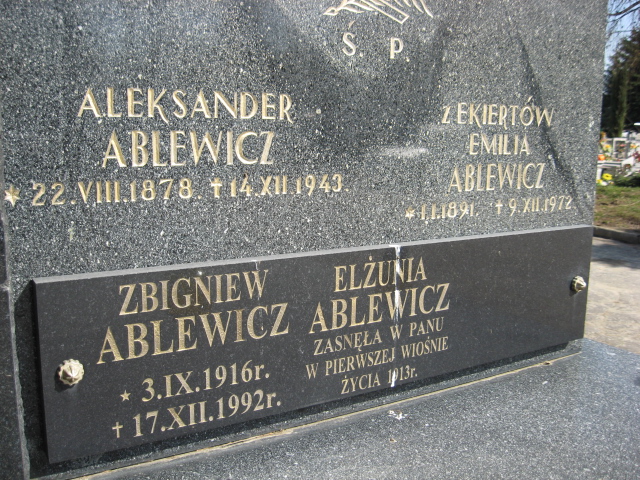 Ś. P.
ALEKSANDER
ABLEWICZ
* 22.VIII.1878. † 14.XII.1943.
Z EKIERTÓW
EMILIA
ABLEWICZ
* 1.I.1891. † 9.XII.1972
ZBIGNIEW
ABLEWICZ
* 3.IX.1916r.
† 17.XII.1992r.
ELŻUNIA
ABLEWICZ
ZASNĘŁA W PANU
W PIERWSZEJ WIOŚNIE
ŻYCIA 1913r.